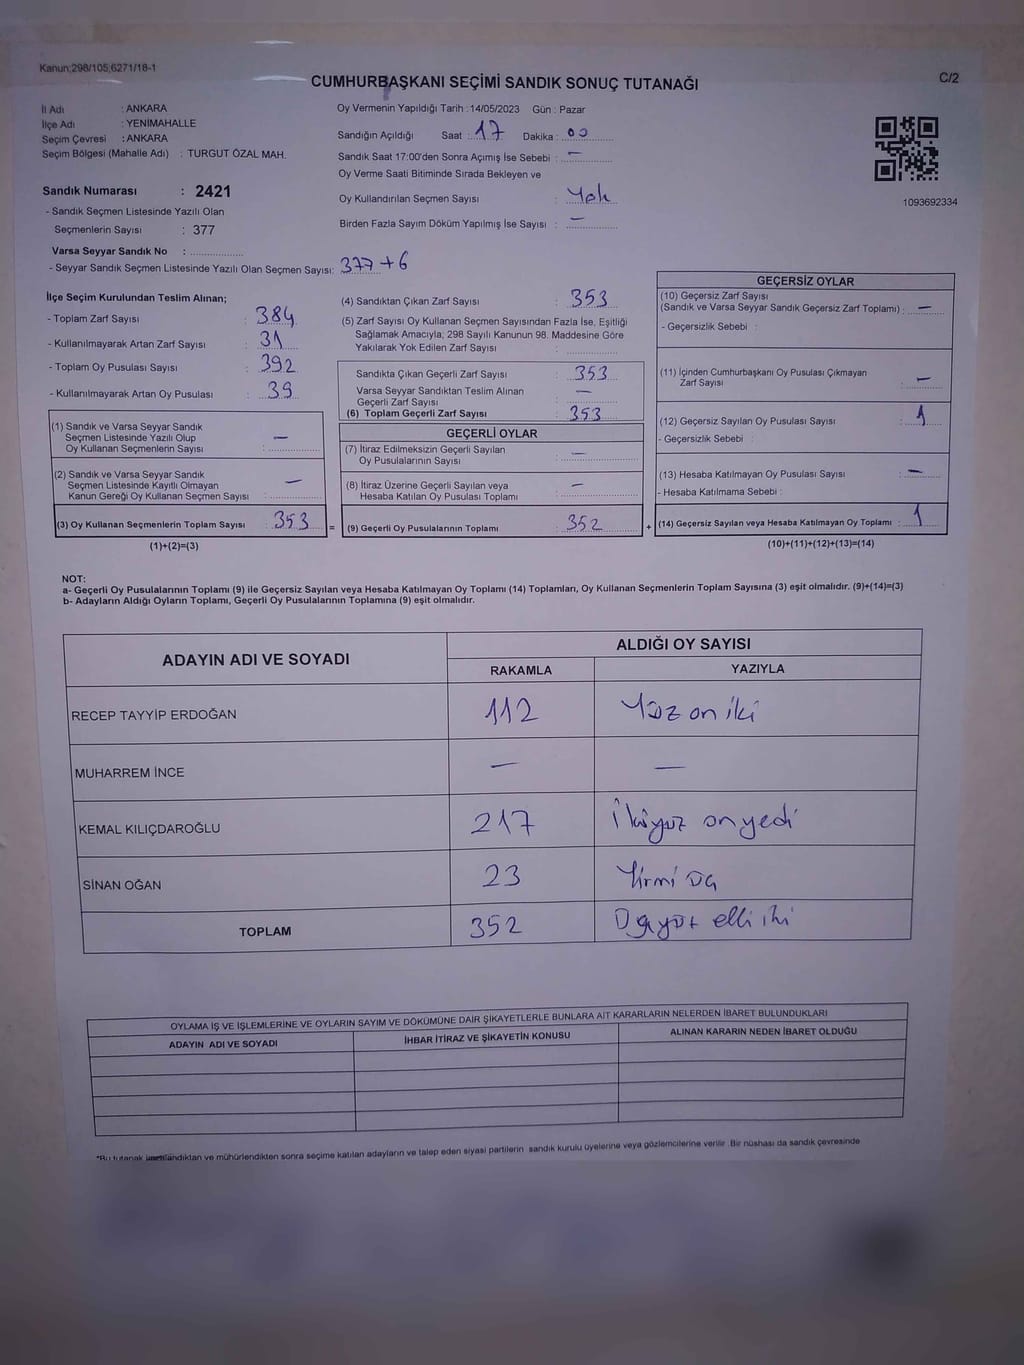 Kanun;298/105;6271/18-1
CUMHURBAŞKANI SEÇİMİ SANDIK SONUÇ TUTANAĞI
C/2
İl Adı : ANKARA
İlçe Adı : YENİMAHALLE
Seçim Çevresi : ANKARA
Seçim Bölgesi (Mahalle Adı) : TURGUT ÖZAL MAH.
Sandık Numarası : 2421
- Sandık Seçmen Listesinde Yazılı Olan
Seçmenlerin Sayısı : 377
Varsa Seyyar Sandık No :
- Seyyar Sandık Seçmen Listesinde Yazılı Olan Seçmen Sayısı: 377+6
Oy Vermenin Yapıldığı Tarih : 14/05/2023 Gün : Pazar
Sandığın Açıldığı Saat : 17 Dakika : 00
Sandık Saat 17:00'den Sonra Açımış İse Sebebi : —
Oy Verme Saati Bitiminde Sırada Bekleyen ve
Oy Kullandırılan Seçmen Sayısı : Yok
Birden Fazla Sayım Döküm Yapılmış İse Sayısı : —
1093692334
İlçe Seçim Kurulundan Teslim Alınan;
- Toplam Zarf Sayısı : 384
- Kullanılmayarak Artan Zarf Sayısı : 31
- Toplam Oy Pusulası Sayısı : 392
- Kullanılmayarak Artan Oy Pusulası : 39
(1) Sandık ve Varsa Seyyar Sandık
Seçmen Listesinde Yazılı Olup
Oy Kullanan Seçmenlerin Sayısı : —
(2) Sandık ve Varsa Seyyar Sandık
Seçmen Listesinde Kayıtlı Olmayan
Kanun Gereği Oy Kullanan Seçmen Sayısı : —
(3) Oy Kullanan Seçmenlerin Toplam Sayısı : 353
(1)+(2)=(3)
(4) Sandıktan Çıkan Zarf Sayısı : 353
(5) Zarf Sayısı Oy Kullanan Seçmen Sayısından Fazla İse, Eşitliği
Sağlamak Amacıyla; 298 Sayılı Kanunun 98. Maddesine Göre
Yakılarak Yok Edilen Zarf Sayısı :
Sandıkta Çıkan Geçerli Zarf Sayısı : 353
Varsa Seyyar Sandıktan Teslim Alınan
Geçerli Zarf Sayısı : —
(6) Toplam Geçerli Zarf Sayısı : 353
GEÇERLİ OYLAR
(7) İtiraz Edilmeksizin Geçerli Sayılan
Oy Pusulalarının Sayısı : —
(8) İtiraz Üzerine Geçerli Sayılan veya
Hesaba Katılan Oy Pusulası Toplamı : —
= (9) Geçerli Oy Pusulalarının Toplamı : 352
GEÇERSİZ OYLAR
(10) Geçersiz Zarf Sayısı
(Sandık ve Varsa Seyyar Sandık Geçersiz Zarf Toplamı) : —
- Geçersizlik Sebebi :
(11) İçinden Cumhurbaşkanı Oy Pusulası Çıkmayan
Zarf Sayısı : —
(12) Geçersiz Sayılan Oy Pusulası Sayısı : 1
- Geçersizlik Sebebi :
(13) Hesaba Katılmayan Oy Pusulası Sayısı : —
- Hesaba Katılmama Sebebi :
+ (14) Geçersiz Sayılan veya Hesaba Katılmayan Oy Toplamı : 1
(10)+(11)+(12)+(13)=(14)
NOT:
a- Geçerli Oy Pusulalarının Toplamı (9) ile Geçersiz Sayılan veya Hesaba Katılmayan Oy Toplamı (14) Toplamları, Oy Kullanan Seçmenlerin Toplam Sayısına (3) eşit olmalıdır. (9)+(14)=(3)
b- Adayların Aldığı Oyların Toplamı, Geçerli Oy Pusulalarının Toplamına (9) eşit olmalıdır.
ADAYIN ADI VE SOYADI
ALDIĞI OY SAYISI
RAKAMLA YAZIYLA
RECEP TAYYİP ERDOĞAN 112 Yüz on iki
MUHARREM İNCE — —
KEMAL KILIÇDAROĞLU 217 İkiyüz onyedi
SİNAN OĞAN 23 Yirmi üç
TOPLAM 352 Üçyüz elli iki
OYLAMA İŞ VE İŞLEMLERİNE VE OYLARIN SAYIM VE DÖKÜMÜNE DAİR ŞİKAYETLERLE BUNLARA AİT KARARLARIN NELERDEN İBARET BULUNDUKLARI
ADAYIN ADI VE SOYADI İHBAR İTİRAZ VE ŞİKAYETİN KONUSU ALINAN KARARIN NEDEN İBARET OLDUĞU
*Bu tutanak imzalandıktan ve mühürlendikten sonra seçime katılan adayların ve talep eden siyasi partilerin sandık kurulu üyelerine veya gözlemcilerine verilir. Bir nüshası da sandık çevresinde